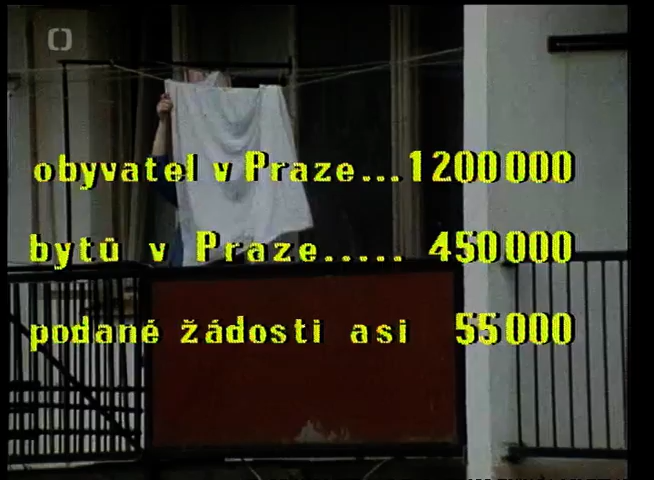 obyvatel v Praze...1200000
bytů v Praze..... 450000
podané žádosti asi 55000